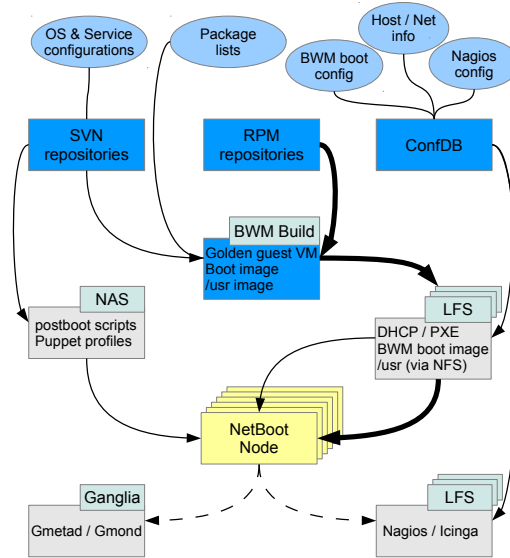 OS & Service
configurations
Package
lists
Host / Net
info
BWM boot
config
Nagios
config
SVN
repositories
RPM
repositories
ConfDB
BWM Build
Golden guest VM
Boot image
/usr image
NAS
postboot scripts
Puppet profiles
LFS
DHCP / PXE
BWM boot image
/usr (via NFS)
NetBoot
Node
Ganglia
Gmetad / Gmond
LFS
Nagios / Icinga